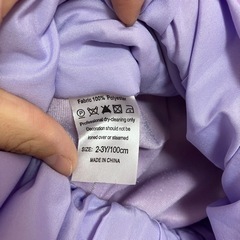 Fabric 100% Polyester
Professional dry-cleaning only
Decoration should not be
ironed over or steamed
SIZE: 2-3Y/100cm
MADE IN CHINA